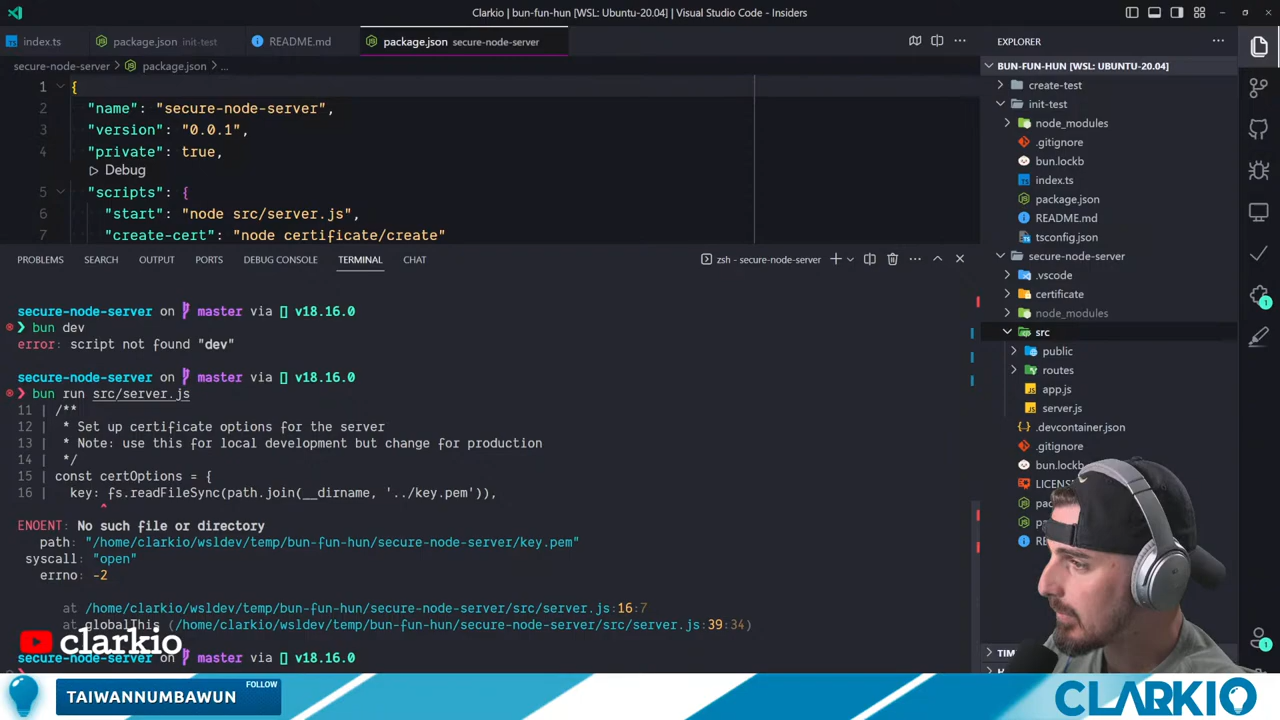 Clarkio | bun-fun-hun [WSL: Ubuntu-20.04] | Visual Studio Code - Insiders
index.ts
package.json init-test
README.md
package.json secure-node-server
secure-node-server > package.json > ...
1 {
2 "name": "secure-node-server",
3 "version": "0.0.1",
4 "private": true,
Debug
5 "scripts": {
6 "start": "node src/server.js",
7 "create-cert": "node certificate/create"
PROBLEMS SEARCH OUTPUT PORTS DEBUG CONSOLE TERMINAL CHAT
zsh - secure-node-server
secure-node-server on master via [] v18.16.0
❯ bun dev
error: script not found "dev"
secure-node-server on master via [] v18.16.0
❯ bun run src/server.js
11 | /**
12 | * Set up certificate options for the server
13 | * Note: use this for local development but change for production
14 | */
15 | const certOptions = {
16 | key: fs.readFileSync(path.join(__dirname, '../key.pem')),
^
ENOENT: No such file or directory
path: "/home/clarkio/wsldev/temp/bun-fun-hun/secure-node-server/key.pem"
syscall: "open"
errno: -2
at /home/clarkio/wsldev/temp/bun-fun-hun/secure-node-server/src/server.js:16:7
at globalThis (/home/clarkio/wsldev/temp/bun-fun-hun/secure-node-server/src/server.js:39:34)
secure-node-server on master via [] v18.16.0
EXPLORER
BUN-FUN-HUN [WSL: UBUNTU-20.04]
create-test
init-test
node_modules
.gitignore
bun.lockb
index.ts
package.json
README.md
tsconfig.json
secure-node-server
.vscode
certificate
node_modules
src
public
routes
app.js
server.js
.devcontainer.json
.gitignore
bun.lockb
LICENS
pa
pa
RE
TIM
1
1
clarkio
TAIWANNUMBAWUN
FOLLOW
CLARKIO